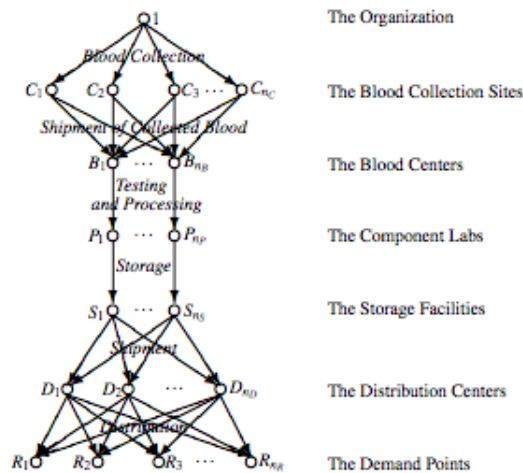 1 The Organization
Blood Collection
C1 C2 C3 ··· CnC The Blood Collection Sites
Shipment of Collected Blood
B1 ··· BnB The Blood Centers
Testing
and Processing
P1 ··· PnP The Component Labs
Storage
S1 ··· SnS The Storage Facilities
Shipment
D1 D2 ··· DnD The Distribution Centers
Distribution
R1 R2 R3 ··· RnR The Demand Points